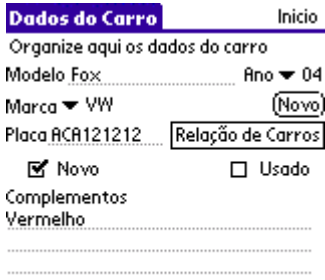 Dados do Carro Inicio
Organize aqui os dados do carro
Modelo Fox Ano 04
Marca VW Novo
Placa ACA121212 Relação de Carros
Novo Usado
Complementos
Vermelho